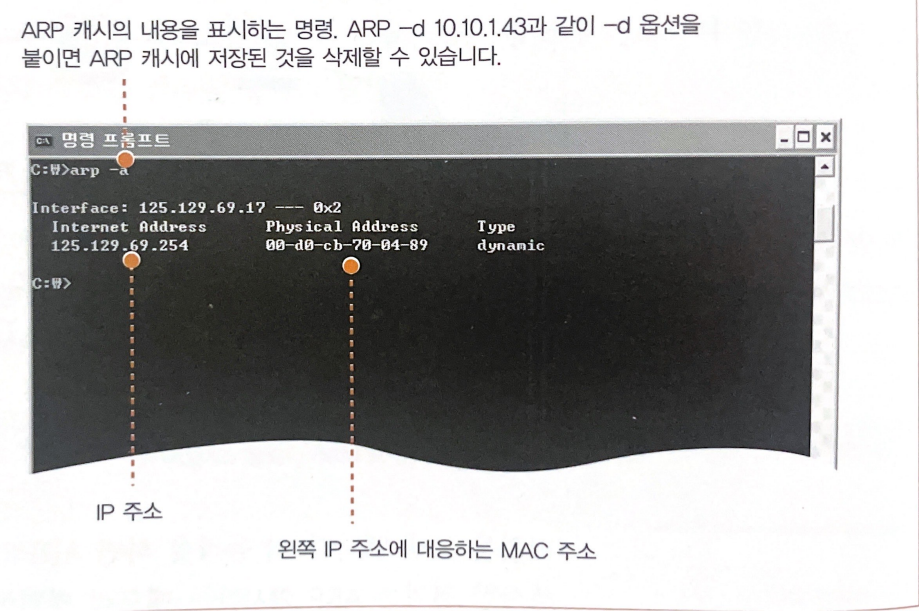 ARP 캐시의 내용을 표시하는 명령. ARP -d 10.10.1.43과 같이 -d 옵션을
붙이면 ARP 캐시에 저장된 것을 삭제할 수 있습니다.
명령 프롬프트
C:₩>arp -a
Interface: 125.129.69.17 --- 0x2
Internet Address Physical Address Type
125.129.69.254 00-d0-cb-70-04-89 dynamic
C:₩>
IP 주소
왼쪽 IP 주소에 대응하는 MAC 주소